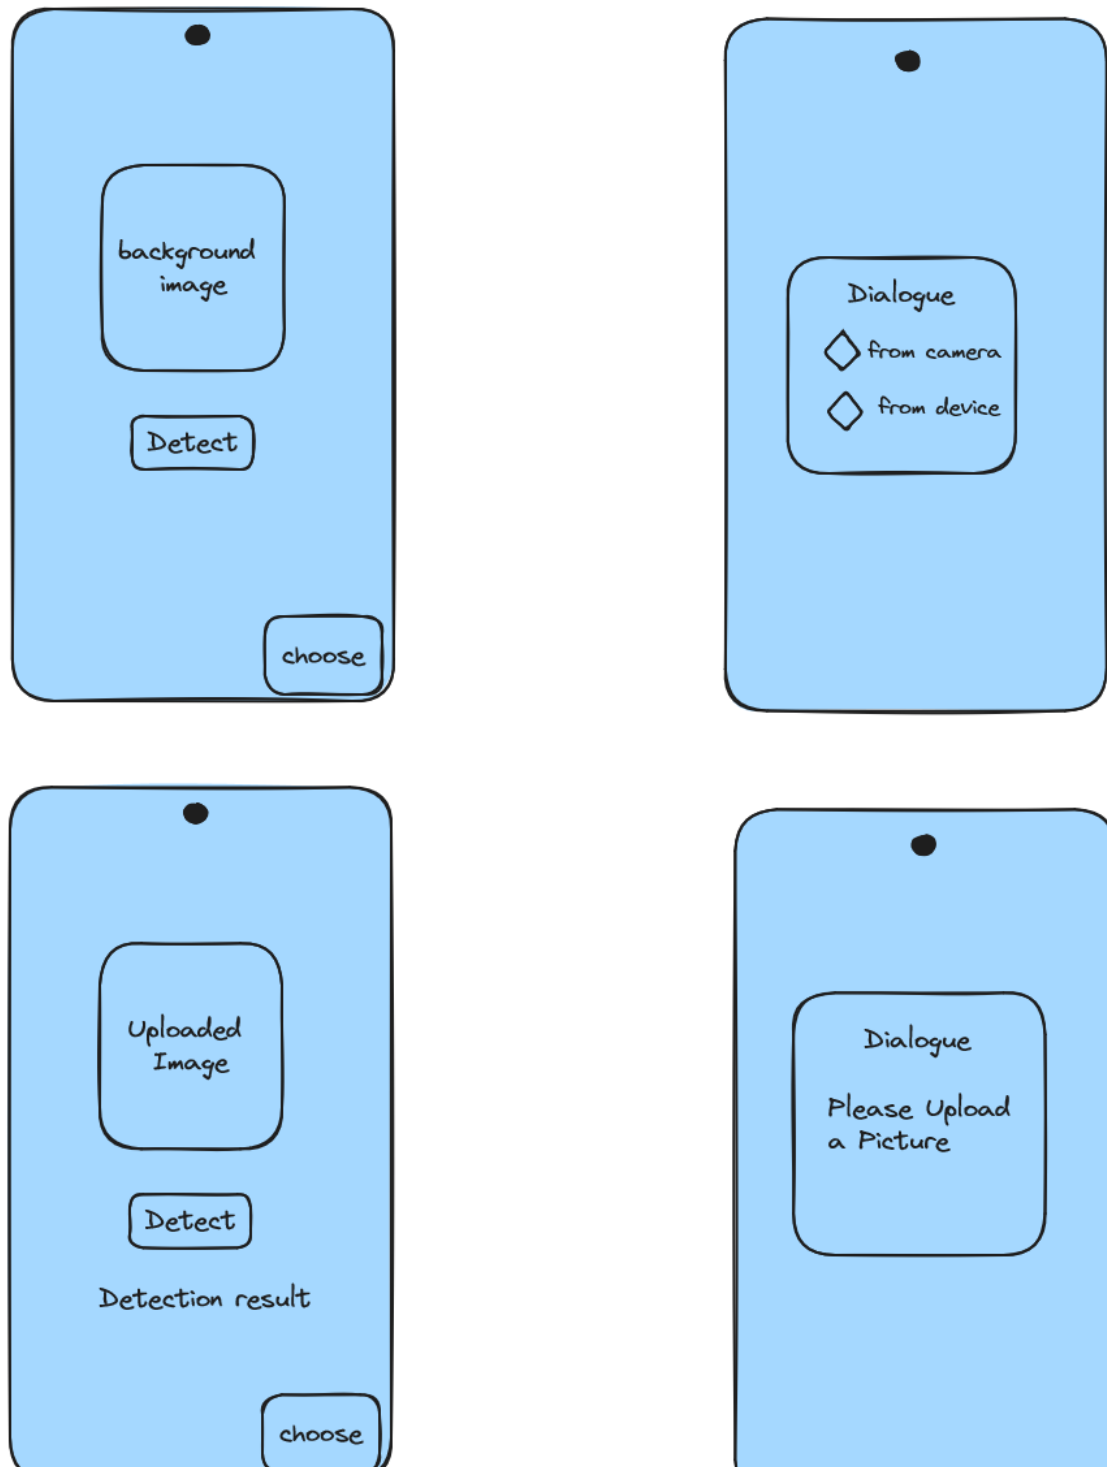 background
image
Detect
choose
Dialogue
from camera
from device
Uploaded
Image
Detect
Detection result
choose
Dialogue
Please Upload
a Picture